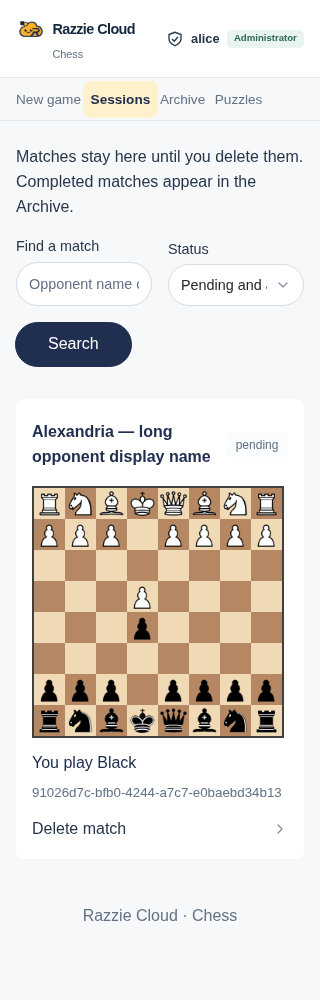 Razzie Cloud
Chess
alice
Administrator
New game Sessions Archive Puzzles
Matches stay here until you delete them.
Completed matches appear in the
Archive.
Find a match
Status
Opponent name
Pending and
Search
Alexandria — long
opponent display name
pending
You play Black
91026d7c-bfb0-4244-a7c7-e0baebd34b13
Delete match
Razzie Cloud · Chess